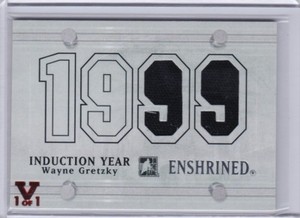 1999
INDUCTION YEAR
Wayne Gretzky
ENSHRINED
V
1 OF 1